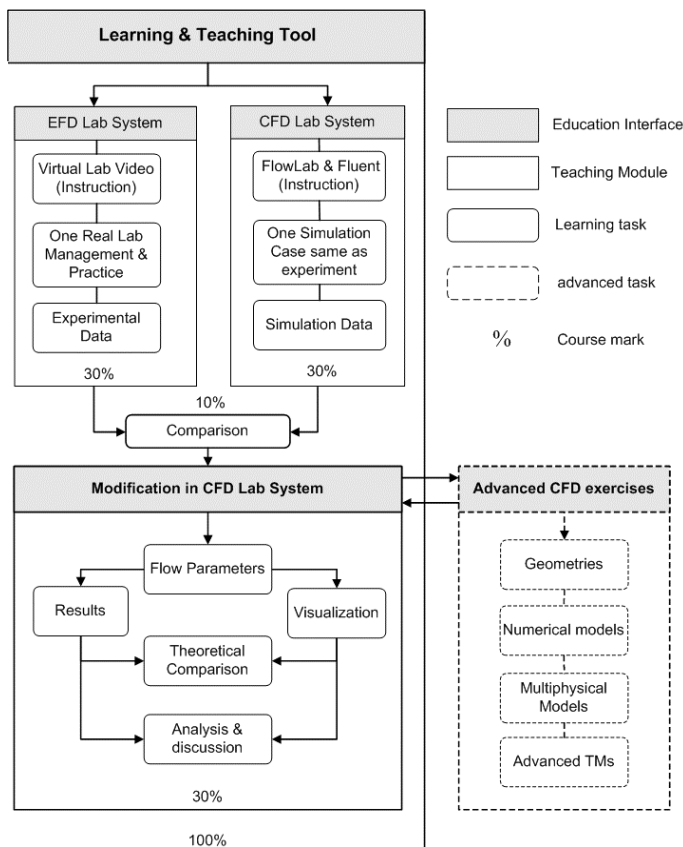 Learning & Teaching Tool
EFD Lab System
Virtual Lab Video
(Instruction)
One Real Lab
Management &
Practice
Experimental
Data
30%
CFD Lab System
FlowLab & Fluent
(Instruction)
One Simulation
Case same as
experiment
Simulation Data
30%
10%
Comparison
Modification in CFD Lab System
Flow Parameters
Results
Visualization
Theoretical
Comparison
Analysis &
discussion
30%
100%
Advanced CFD exercises
Geometries
Numerical models
Multiphysical
Models
Advanced TMs
Education Interface
Teaching Module
Learning task
advanced task
% Course mark